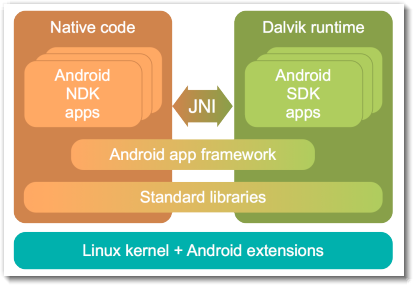 Native code
Dalvik runtime
Android
NDK
apps
JNI
Android
SDK
apps
Android app framework
Standard libraries
Linux kernel + Android extensions